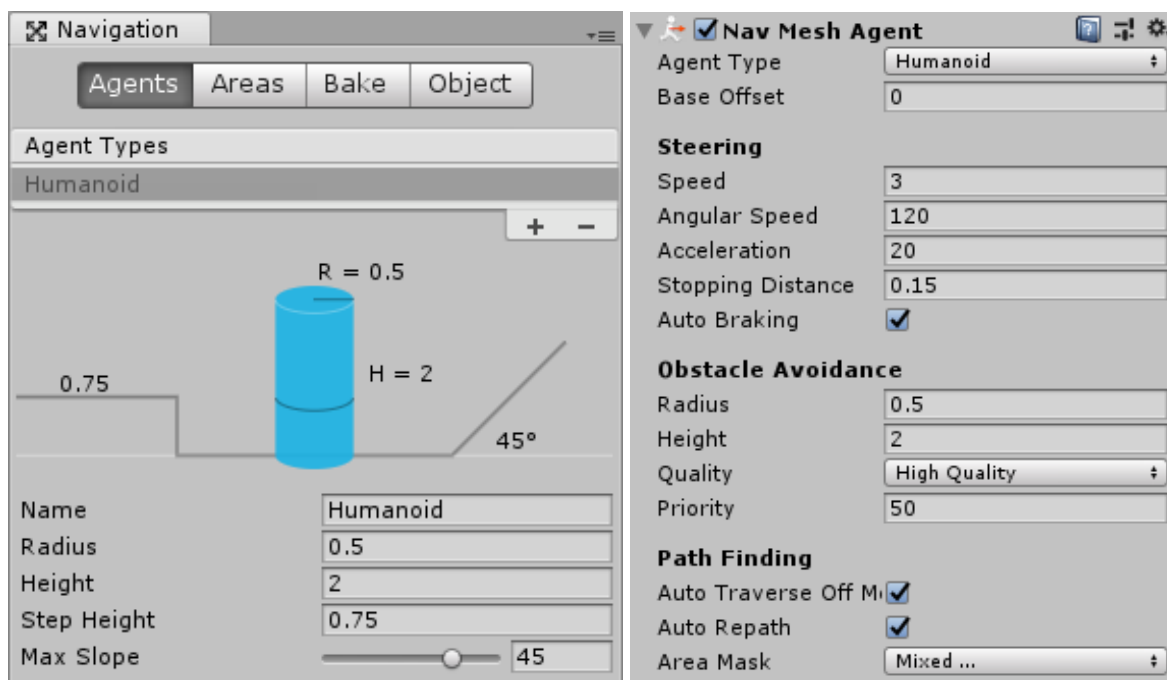 Navigation
Agents Areas Bake Object
Agent Types
Humanoid
+ −
R = 0.5
0.75
H = 2
45°
Name Humanoid
Radius 0.5
Height 2
Step Height 0.75
Max Slope 45
Nav Mesh Agent
Agent Type Humanoid
Base Offset 0
Steering
Speed 3
Angular Speed 120
Acceleration 20
Stopping Distance 0.15
Auto Braking
Obstacle Avoidance
Radius 0.5
Height 2
Quality High Quality
Priority 50
Path Finding
Auto Traverse Off M
Auto Repath
Area Mask Mixed ...